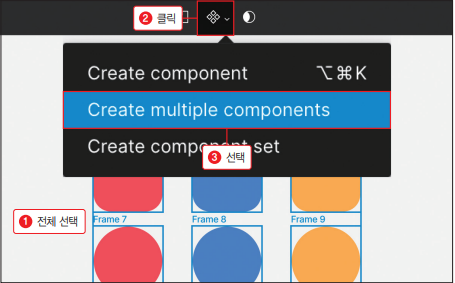 2 클릭
Create component ⌥⌘K
Create multiple components
Create component set
3 선택
1 전체 선택
Frame 7 Frame 8 Frame 9